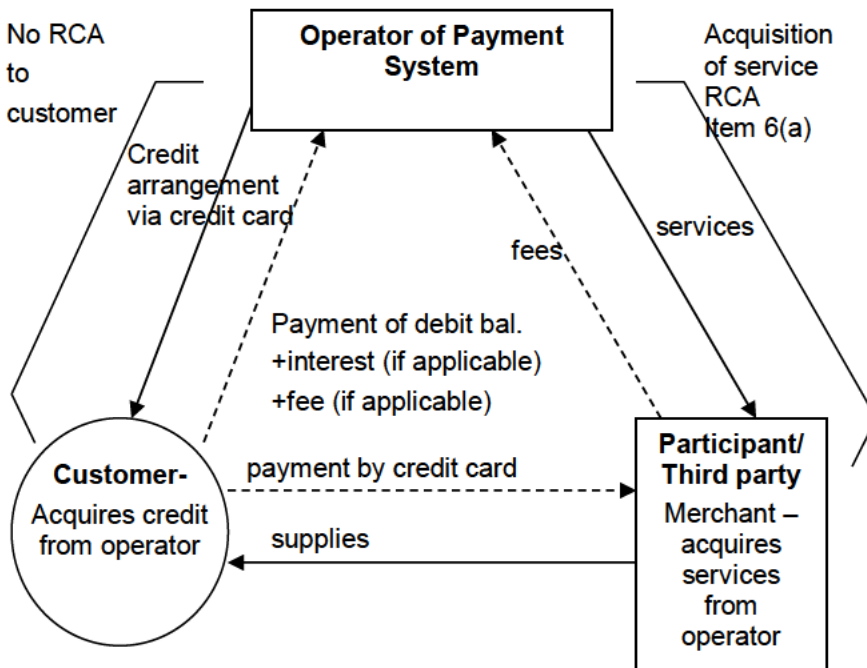 No RCA
to
customer
Operator of Payment
System
Acquisition
of service
RCA
Item 6(a)
Credit
arrangement
via credit card
fees
services
Payment of debit bal.
+interest (if applicable)
+fee (if applicable)
Customer-
Acquires credit
from operator
payment by credit card
supplies
Participant/
Third party
Merchant –
acquires
services
from
operator